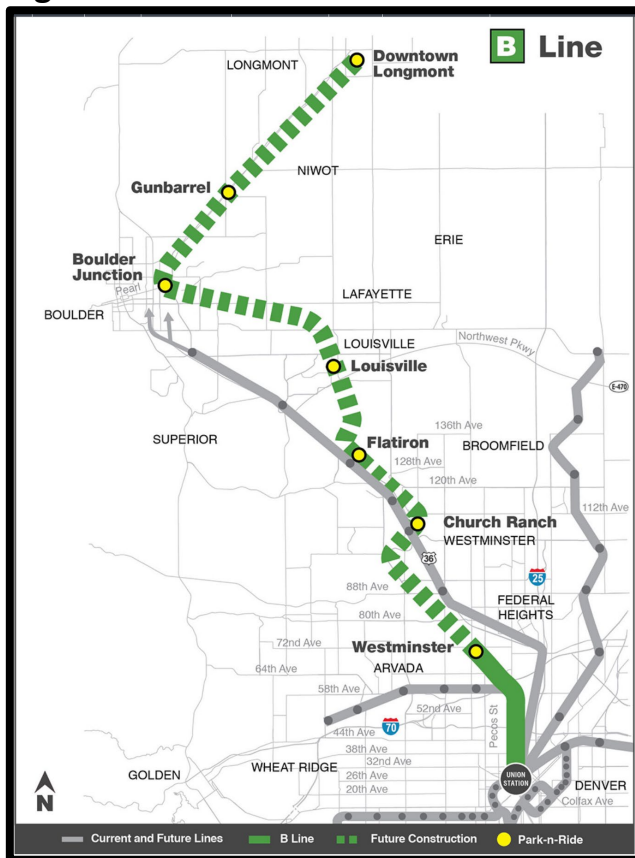 B Line
Downtown
Longmont
LONGMONT
NIWOT
Gunbarrel
ERIE
Boulder
Junction
Pearl
LAFAYETTE
BOULDER
LOUISVILLE
Northwest Pkwy
Louisville
E-470
136th Ave
SUPERIOR
Flatiron
BROOMFIELD
128th Ave
120th Ave
112th Ave
Church Ranch
WESTMINSTER
36
25
88th Ave
FEDERAL
HEIGHTS
80th Ave
72nd Ave
Westminster
64th Ave
ARVADA
58th Ave
52nd Ave
Pecos St
44th Ave
70
38th Ave
32nd Ave
GOLDEN
WHEAT RIDGE
26th Ave
20th Ave
UNION
STATION
DENVER
Colfax Ave
N
Current and Future Lines B Line Future Construction Park-n-Ride